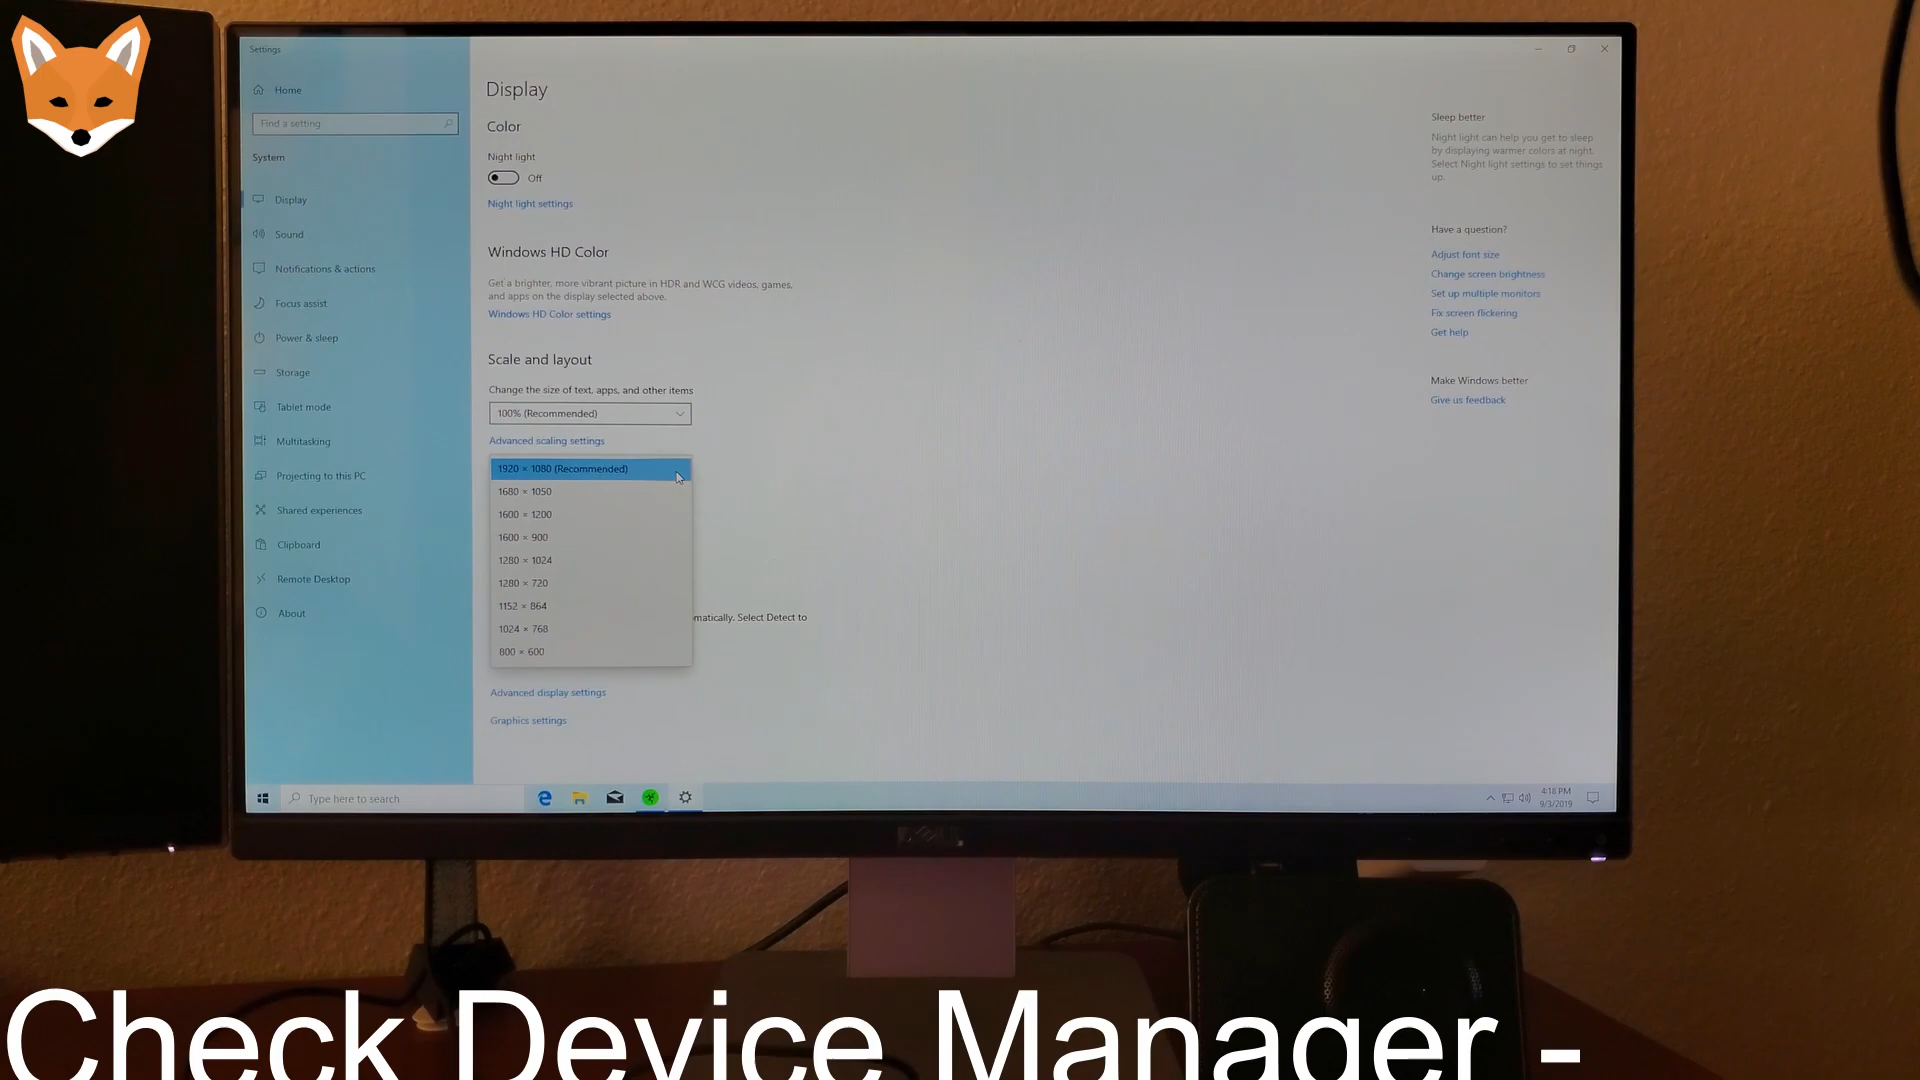 Settings
Home
Find a setting
System
Display
Sound
Notifications & actions
Focus assist
Power & sleep
Storage
Tablet mode
Multitasking
Projecting to this PC
Shared experiences
Clipboard
Remote Desktop
About
Display
Color
Night light
Off
Night light settings
Windows HD Color
Get a brighter, more vibrant picture in HDR and WCG videos, games,
and apps on the display selected above.
Windows HD Color settings
Scale and layout
Change the size of text, apps, and other items
100% (Recommended)
Advanced scaling settings
1920 × 1080 (Recommended)
1680 × 1050
1600 × 1200
1600 × 900
1280 × 1024
1280 × 720
1152 × 864
1024 × 768
800 × 600
matically. Select Detect to
Advanced display settings
Graphics settings
Sleep better
Night light can help you get to sleep
by displaying warmer colors at night.
Select Night light settings to set things
up.
Have a question?
Adjust font size
Change screen brightness
Set up multiple monitors
Fix screen flickering
Get help
Make Windows better
Give us feedback
Type here to search
4:18 PM
9/3/2019
DELL
Check Device Manager -